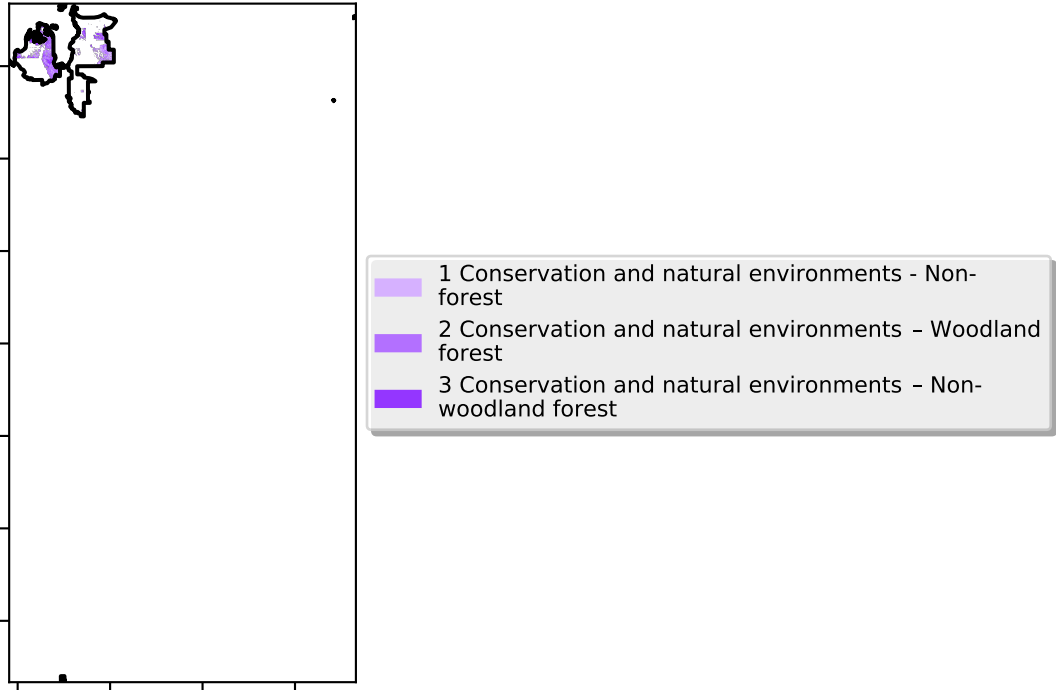 1 Conservation and natural environments - Non-
forest
2 Conservation and natural environments – Woodland
forest
3 Conservation and natural environments – Non-
woodland forest